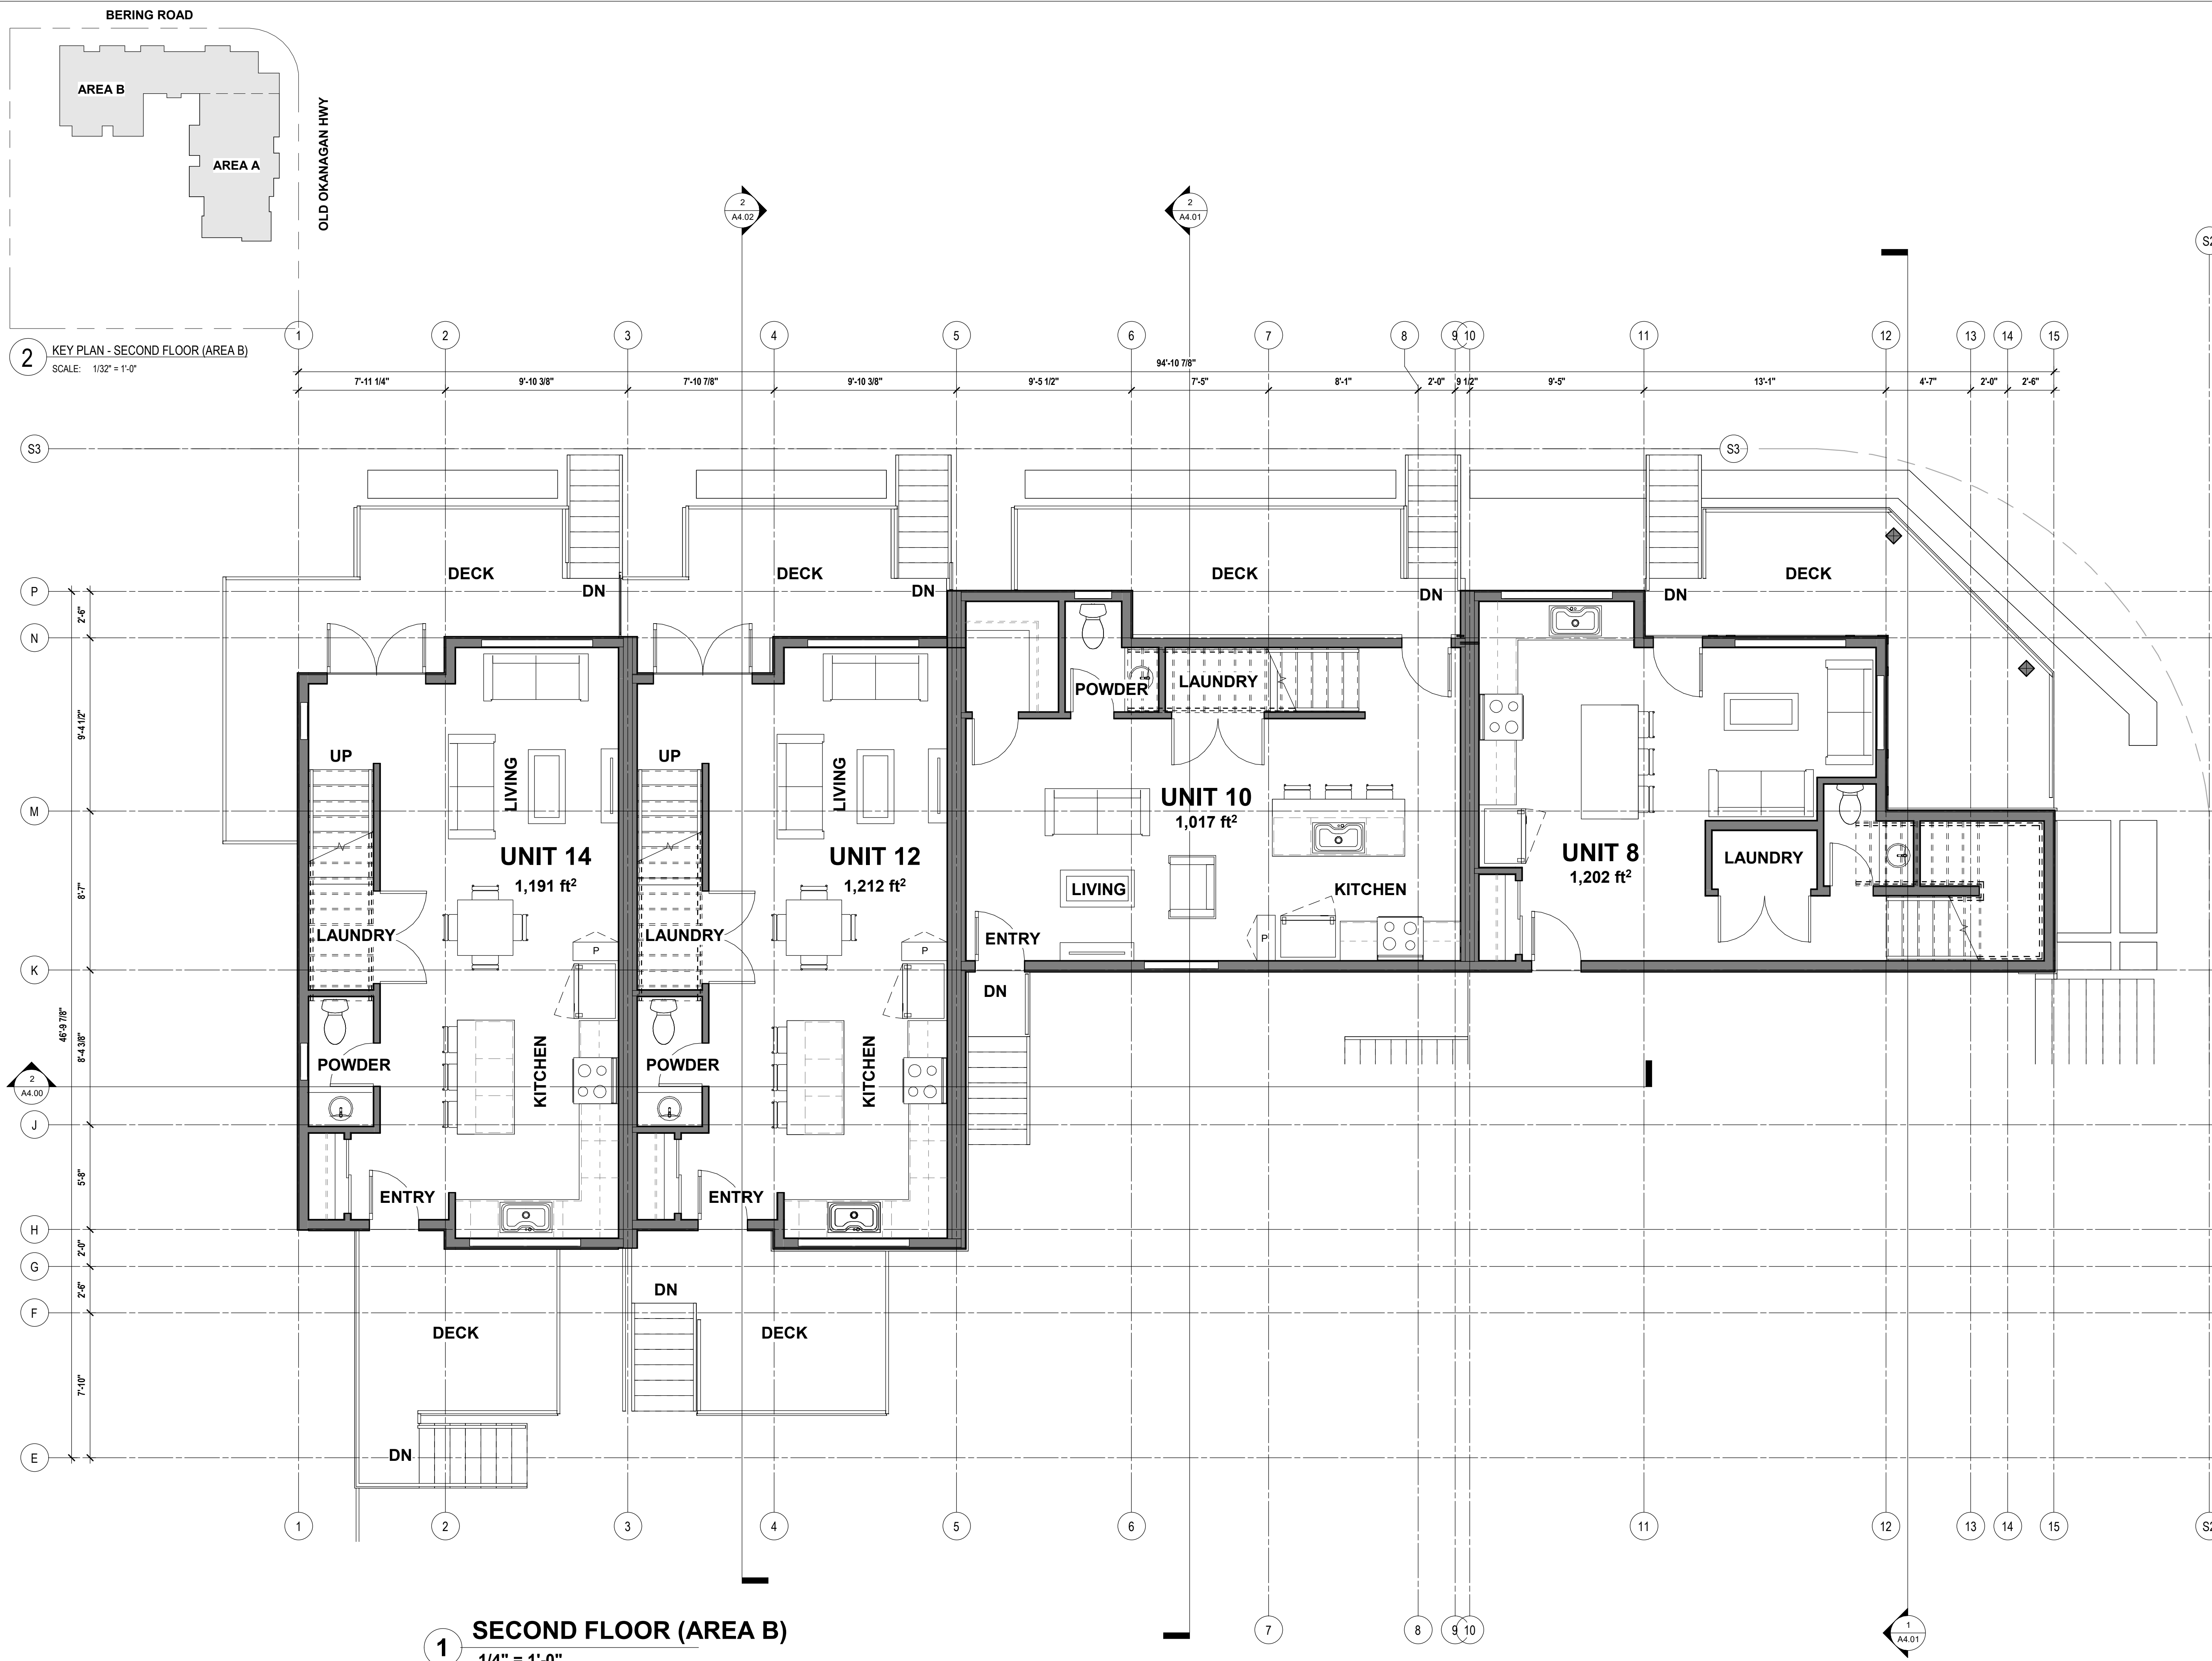 BERING ROAD
AREA B
AREA A
OLD OKANAGAN HWY
2
KEY PLAN - SECOND FLOOR (AREA B)
SCALE: 1/32" = 1'-0"
2
A4.02
2
A4.01
1 2 3 4 5 6 7 8 9 10 11 12 13 14 15
94'-10 7/8"
7'-11 1/4" 9'-10 3/8" 7'-10 7/8" 9'-10 3/8" 9'-5 1/2" 7'-5" 8'-1" 2'-0" 9 1/2" 9'-5" 13'-1" 4'-7" 2'-0" 2'-6"
S3 S3
DECK DECK DECK DECK
DN DN DN DN
P
2'-6"
N
9'-4 1/2"
M
8'-7"
K
46'-9 7/8"
8'-4 3/8"
2
A4.00
J
5'-8"
H
2'-0"
G
2'-6"
F
7'-10"
E
UP
LIVING
UNIT 14
1,191 ft²
LAUNDRY
P
POWDER
KITCHEN
ENTRY
UP
LIVING
UNIT 12
1,212 ft²
LAUNDRY
P
POWDER
KITCHEN
ENTRY
POWDER
LAUNDRY
UNIT 10
1,017 ft²
LIVING
KITCHEN
P
ENTRY
DN
UNIT 8
1,202 ft²
LAUNDRY
DN
DECK
DECK
DN
1 2 3 4 5 6 11 12 13 14 15
7 8 9 10
1
A4.01
1
SECOND FLOOR (AREA B)
1/4" = 1'-0"